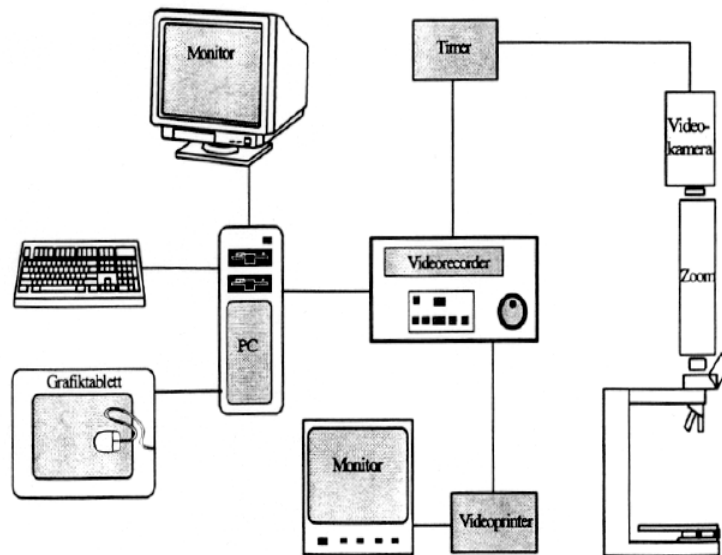 Monitor
Timer
Video-
kamera
Videorecorder
Zoom
PC
Grafiktablett
Monitor
Videoprinter